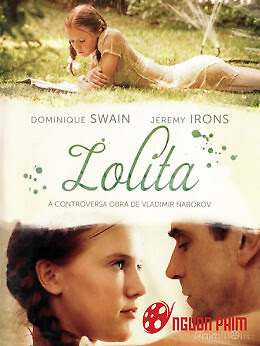 DOMINIQUE SWAIN JEREMY IRONS
Lolita
A CONTROVERSA OBRA DE VLADIMIR NABOKOV
NGUON PHIM